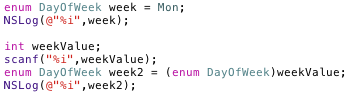 enum DayOfWeek week = Mon;
NSLog(@"%i",week);
int weekValue;
scanf("%i",weekValue);
enum DayOfWeek week2 = (enum DayOfWeek)weekValue;
NSLog(@"%i",week2);